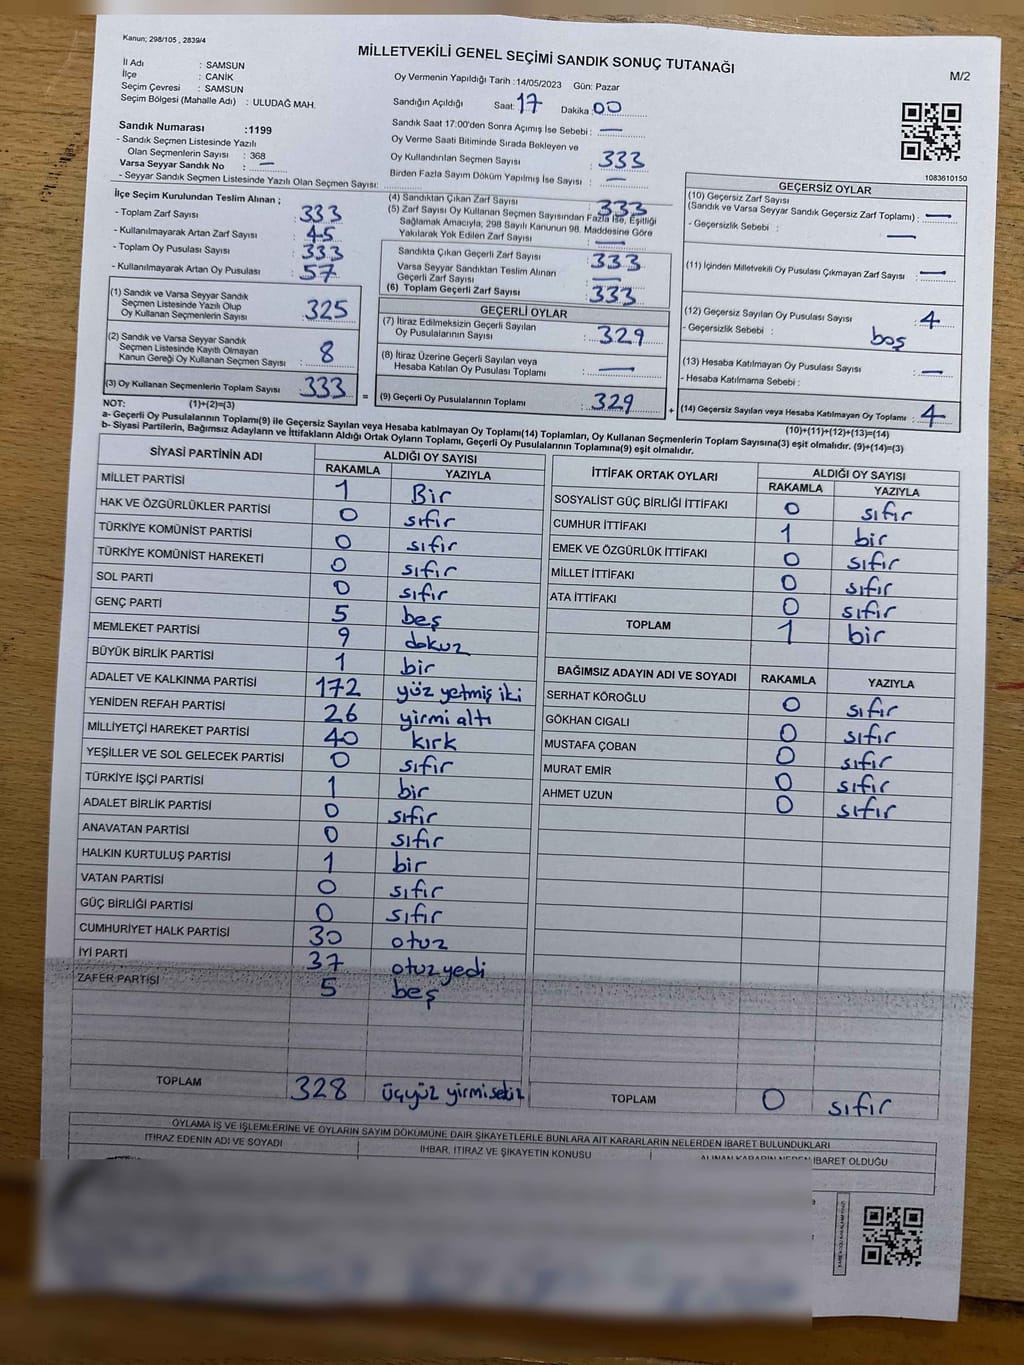 Kanun; 298/105 , 2839/4
MİLLETVEKİLİ GENEL SEÇİMİ SANDIK SONUÇ TUTANAĞI
M/2
İl Adı : SAMSUN
İlçe : CANİK
Seçim Çevresi : SAMSUN
Seçim Bölgesi (Mahalle Adı) : ULUDAĞ MAH.
Oy Vermenin Yapıldığı Tarih :14/05/2023 Gün: Pazar
Sandığın Açıldığı Saat: 17 Dakika: 00
Sandık Saat 17:00'den Sonra Açımış İse Sebebi : —
Oy Verme Saati Bitiminde Sırada Bekleyen ve
Oy Kullandırılan Seçmen Sayısı : 333
Birden Fazla Sayım Döküm Yapılmış İse Sayısı : —
1083610150
Sandık Numarası :1199
- Sandık Seçmen Listesinde Yazılı
Olan Seçmenlerin Sayısı : 368
Varsa Seyyar Sandık No : —
- Seyyar Sandık Seçmen Listesinde Yazılı Olan Seçmen Sayısı:
İlçe Seçim Kurulundan Teslim Alınan ;
- Toplam Zarf Sayısı : 333
- Kullanılmayarak Artan Zarf Sayısı : 45
- Toplam Oy Pusulası Sayısı : 333
- Kullanılmayarak Artan Oy Pusulası : 57
(1) Sandık ve Varsa Seyyar Sandık
Seçmen Listesinde Yazılı Olup
Oy Kullanan Seçmenlerin Sayısı : 325
(2) Sandık ve Varsa Seyyar Sandık
Seçmen Listesinde Kayıtlı Olmayan
Kanun Gereği Oy Kullanan Seçmen Sayısı : 8
(3) Oy Kullanan Seçmenlerin Toplam Sayısı : 333
(4) Sandıktan Çıkan Zarf Sayısı : 333
(5) Zarf Sayısı Oy Kullanan Seçmen Sayısından Fazla İse, Eşitliği
Sağlamak Amacıyla, 298 Sayılı Kanunun 98. Maddesine Göre
Yakılarak Yok Edilen Zarf Sayısı : —
Sandıkta Çıkan Geçerli Zarf Sayısı : 333
Varsa Seyyar Sandıktan Teslim Alınan
Geçerli Zarf Sayısı : —
(6) Toplam Geçerli Zarf Sayısı : 333
GEÇERLİ OYLAR
(7) İtiraz Edilmeksizin Geçerli Sayılan
Oy Pusulalarının Sayısı : 329
(8) İtiraz Üzerine Geçerli Sayılan veya
Hesaba Katılan Oy Pusulası Toplamı : —
= (9) Geçerli Oy Pusulalarının Toplamı : 329
GEÇERSİZ OYLAR
(10) Geçersiz Zarf Sayısı
(Sandık ve Varsa Seyyar Sandık Geçersiz Zarf Toplamı) : —
- Geçersizlik Sebebi : —
(11) İçinden Milletvekili Oy Pusulası Çıkmayan Zarf Sayısı : —
(12) Geçersiz Sayılan Oy Pusulası Sayısı : 4
- Geçersizlik Sebebi : boş
(13) Hesaba Katılmayan Oy Pusulası Sayısı : —
- Hesaba Katılmama Sebebi :
+ (14) Geçersiz Sayılan veya Hesaba Katılmayan Oy Toplamı : 4
NOT: (1)+(2)=(3)
(10)+(11)+(12)+(13)=(14)
a- Geçerli Oy Pusulalarının Toplamı(9) ile Geçersiz Sayılan veya Hesaba katılmayan Oy Toplamı(14) Toplamları, Oy Kullanan Seçmenlerin Toplam Sayısına(3) eşit olmalıdır. (9)+(14)=(3)
b- Siyasi Partilerin, Bağımsız Adayların ve İttifakların Aldığı Ortak Oyların Toplamı, Geçerli Oy Pusulalarının Toplamına(9) eşit olmalıdır.
SİYASİ PARTİNİN ADI ALDIĞI OY SAYISI
RAKAMLA YAZIYLA
MİLLET PARTİSİ 1 Bir
HAK VE ÖZGÜRLÜKLER PARTİSİ 0 sıfır
TÜRKİYE KOMÜNİST PARTİSİ 0 sıfır
TÜRKİYE KOMÜNİST HAREKETİ 0 sıfır
SOL PARTİ 0 sıfır
GENÇ PARTİ 5 beş
MEMLEKET PARTİSİ 9 dokuz
BÜYÜK BİRLİK PARTİSİ 1 bir
ADALET VE KALKINMA PARTİSİ 172 yüz yetmiş iki
YENİDEN REFAH PARTİSİ 26 yirmi altı
MİLLİYETÇİ HAREKET PARTİSİ 40 kırk
YEŞİLLER VE SOL GELECEK PARTİSİ 0 sıfır
TÜRKİYE İŞÇİ PARTİSİ 1 bir
ADALET BİRLİK PARTİSİ 0 sıfır
ANAVATAN PARTİSİ 0 sıfır
HALKIN KURTULUŞ PARTİSİ 1 bir
VATAN PARTİSİ 0 sıfır
GÜÇ BİRLİĞİ PARTİSİ 0 sıfır
CUMHURİYET HALK PARTİSİ 30 otuz
İYİ PARTİ 37 otuz yedi
ZAFER PARTİSİ 5 beş
TOPLAM 328 üçyüz yirmisekiz
İTTİFAK ORTAK OYLARI ALDIĞI OY SAYISI
RAKAMLA YAZIYLA
SOSYALİST GÜÇ BİRLİĞİ İTTİFAKI 0 sıfır
CUMHUR İTTİFAKI 1 bir
EMEK VE ÖZGÜRLÜK İTTİFAKI 0 sıfır
MİLLET İTTİFAKI 0 sıfır
ATA İTTİFAKI 0 sıfır
TOPLAM 1 bir
BAĞIMSIZ ADAYIN ADI VE SOYADI RAKAMLA YAZIYLA
SERHAT KÖROĞLU 0 sıfır
GÖKHAN CIGALI 0 sıfır
MUSTAFA ÇOBAN 0 sıfır
MURAT EMİR 0 sıfır
AHMET UZUN 0 sıfır
TOPLAM 0 sıfır
OYLAMA İŞ VE İŞLEMLERİNE VE OYLARIN SAYIM DÖKÜMÜNE DAİR ŞİKAYETLERLE BUNLARA AİT KARARLARIN NELERDEN İBARET BULUNDUKLARI
İTİRAZ EDENİN ADI VE SOYADI İHBAR, İTİRAZ VE ŞİKAYETİN KONUSU ALINAN KARARIN NEDEN İBARET OLDUĞU